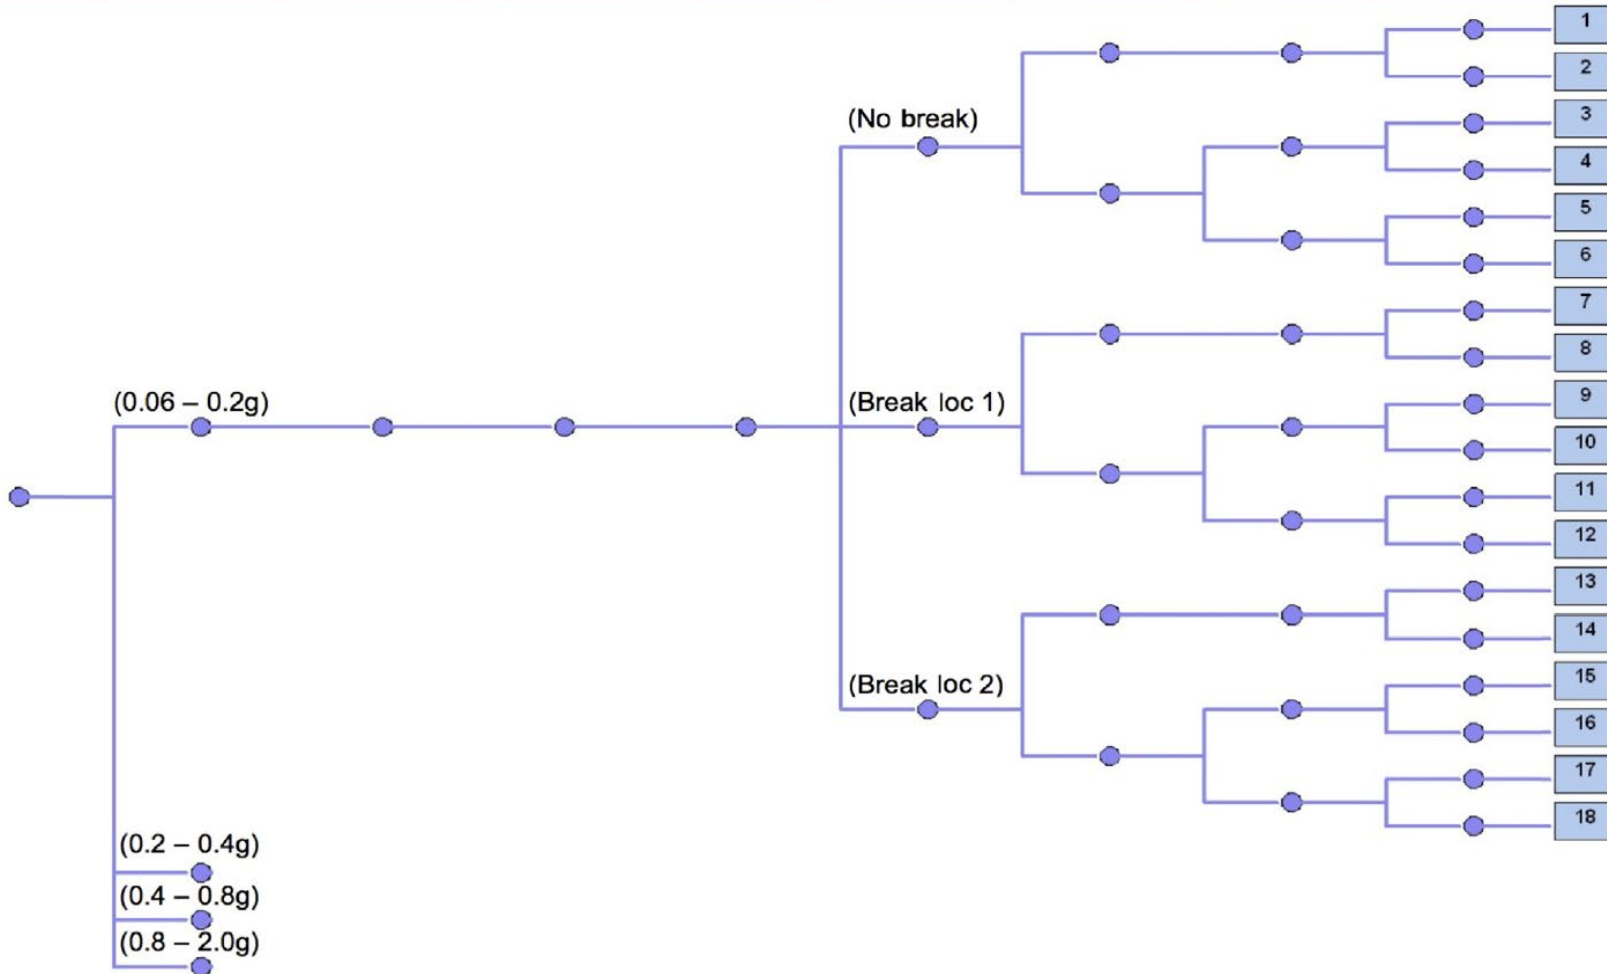 1
2
(No break)
3
4
5
6
7
8
(0.06 – 0.2g)
(Break loc 1)
9
10
11
12
13
14
(Break loc 2)
15
16
17
18
(0.2 – 0.4g)
(0.4 – 0.8g)
(0.8 – 2.0g)